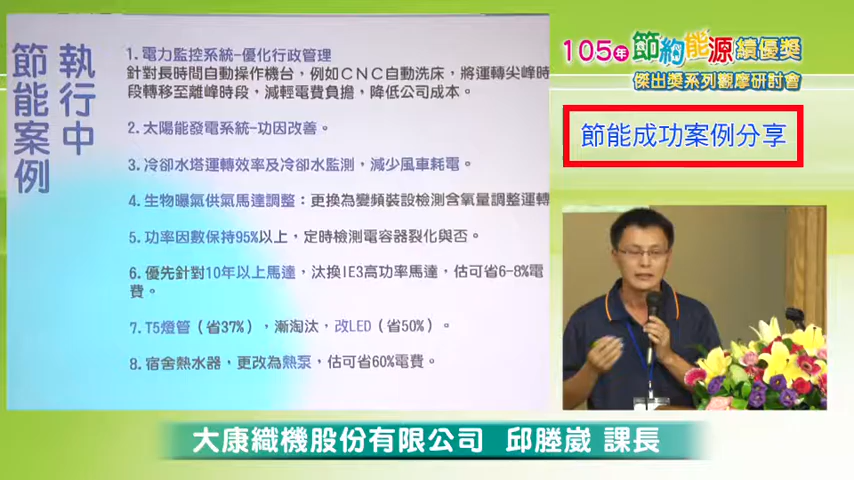 執行中
節能案例
1.電力監控系統-優化行政管理
針對長時間自動操作機台，例如CNC自動洗床，將運轉尖峰時
段轉移至離峰時段，減輕電費負擔，降低公司成本。
2.太陽能發電系統-功因改善。
3.冷卻水塔運轉效率及冷卻水監測，減少風車耗電。
4.生物曝氣供氣馬達調整：更換為變頻裝設檢測含氧量調整運轉
5.功率因數保持95%以上，定時檢測電容器裂化與否。
6.優先針對10年以上馬達，汰換IE3高功率馬達，估可省6-8%電
費。
7.T5燈管（省37%），漸淘汰，改LED（省50%）。
8.宿舍熱水器，更改為熱泵，估可省60%電費。
105年節約能源績優獎
傑出獎系列觀摩研討會
節能成功案例分享
大康織機股份有限公司 邱塍崴 課長